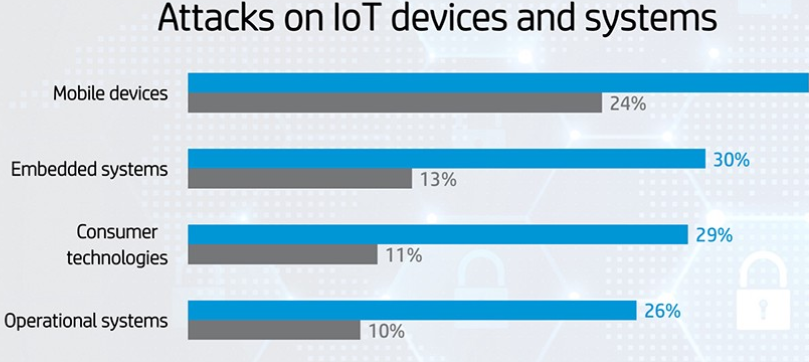 Attacks on IoT devices and systems
Mobile devices
24%
Embedded systems
30%
13%
Consumer
technologies
29%
11%
Operational systems
26%
10%